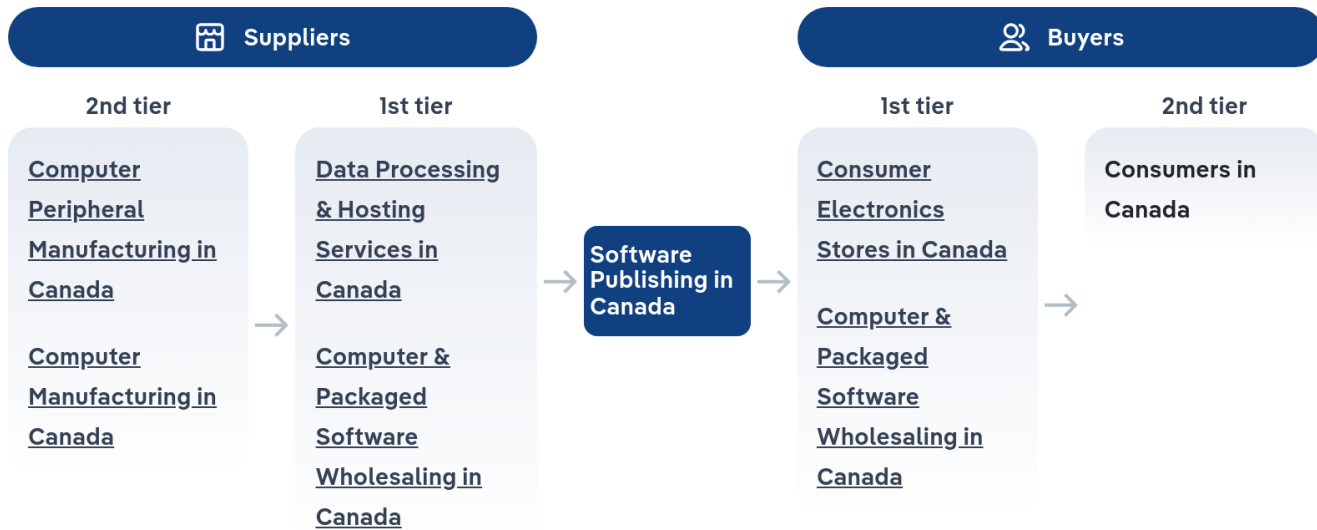 Suppliers
Buyers
2nd tier
1st tier
1st tier
2nd tier
Computer
Peripheral
Manufacturing in
Canada
Computer
Manufacturing in
Canada
Data Processing
& Hosting
Services in
Canada
Computer &
Packaged
Software
Wholesaling in
Canada
Software
Publishing in
Canada
Consumer
Electronics
Stores in Canada
Computer &
Packaged
Software
Wholesaling in
Canada
Consumers in
Canada